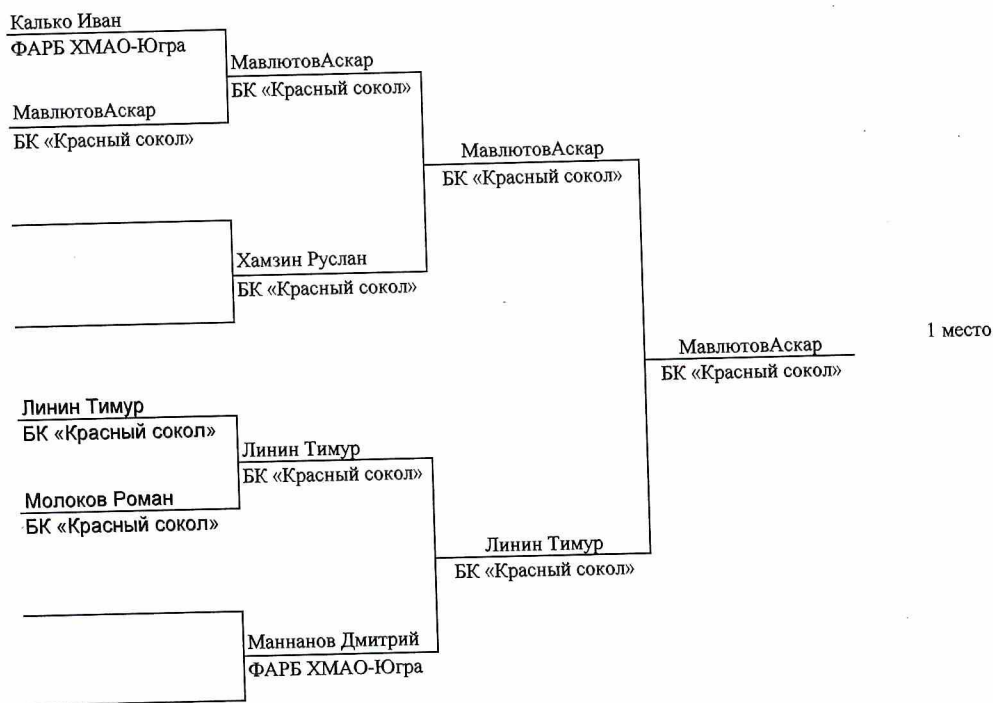 Калько Иван
ФАРБ ХМАО-Югра
МавлютовАскар
БК «Красный сокол»
МавлютовАскар
БК «Красный сокол»
МавлютовАскар
БК «Красный сокол»
Хамзин Руслан
БК «Красный сокол»
1 место
МавлютовАскар
БК «Красный сокол»
Линин Тимур
БК «Красный сокол»
Линин Тимур
БК «Красный сокол»
Молоков Роман
БК «Красный сокол»
Линин Тимур
БК «Красный сокол»
Маннанов Дмитрий
ФАРБ ХМАО-Югра